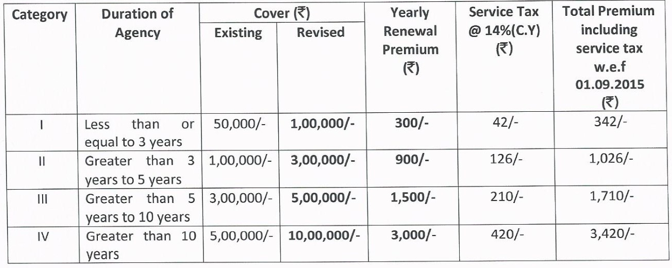 Category Duration of Agency Cover (₹) Yearly Renewal Premium (₹) Service Tax @ 14%(C.Y) (₹) Total Premium including service tax w.e.f 01.09.2015 (₹)
Existing Revised
I Less than or equal to 3 years 50,000/- 1,00,000/- 300/- 42/- 342/-
II Greater than 3 years to 5 years 1,00,000/- 3,00,000/- 900/- 126/- 1,026/-
III Greater than 5 years to 10 years 3,00,000/- 5,00,000/- 1,500/- 210/- 1,710/-
IV Greater than 10 years 5,00,000/- 10,00,000/- 3,000/- 420/- 3,420/-